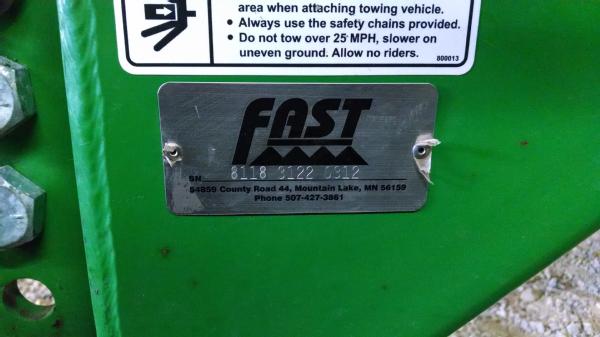 area when attaching towing vehicle.
• Always use the safety chains provided.
• Do not tow over 25 MPH, slower on
uneven ground. Allow no riders.
800013
FAST
SN 8118 3122 0312
54859 County Road 44, Mountain Lake, MN 56159
Phone 507-427-3861